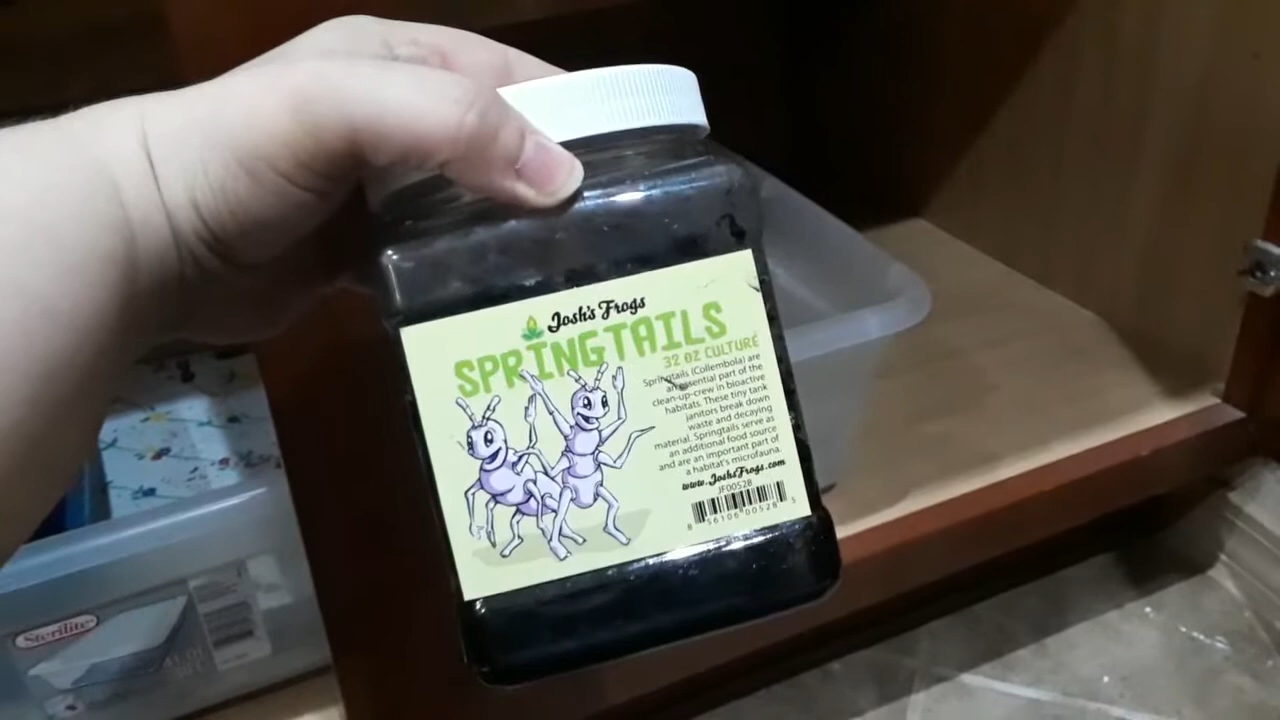 Josh's Frogs
SPRINGTAILS
32 OZ CULTURE
Springtails (Collembola) are
an essential part of the
clean-up-crew in bioactive
habitats. These tiny tank
janitors break down
waste and decaying
material. Springtails serve as
an additional food source
and are an important part of
a habitat's microfauna.
www.JoshsFrogs.com
JF00528
8 56106 00528 5
Sterilite